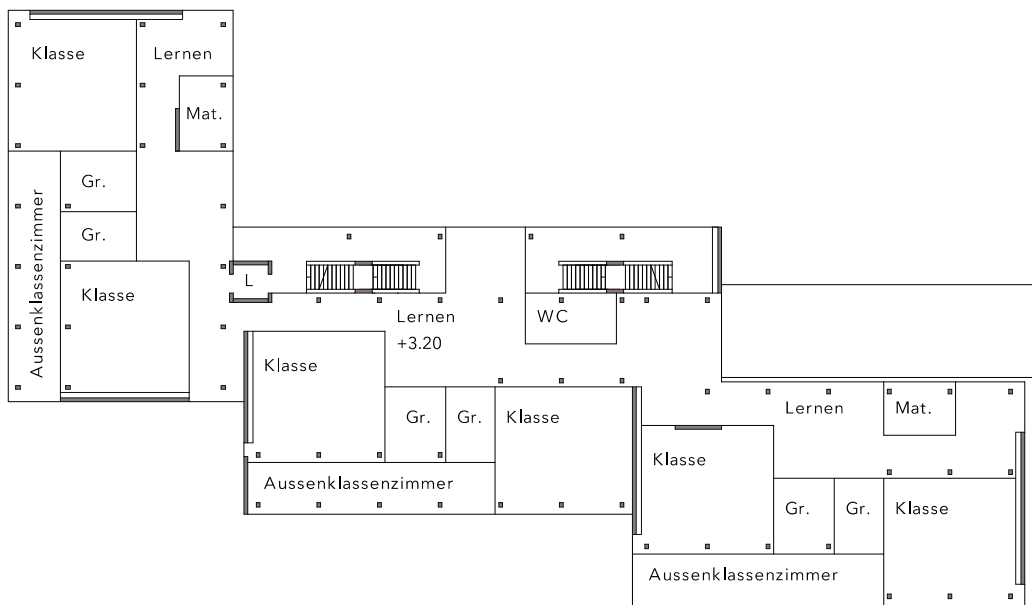 Klasse
Lernen
Mat.
Gr.
Gr.
Aussenklassenzimmer
Klasse
L
Lernen
+3.20
WC
Klasse
Gr.
Gr.
Klasse
Aussenklassenzimmer
Lernen
Mat.
Klasse
Gr.
Gr.
Klasse
Aussenklassenzimmer